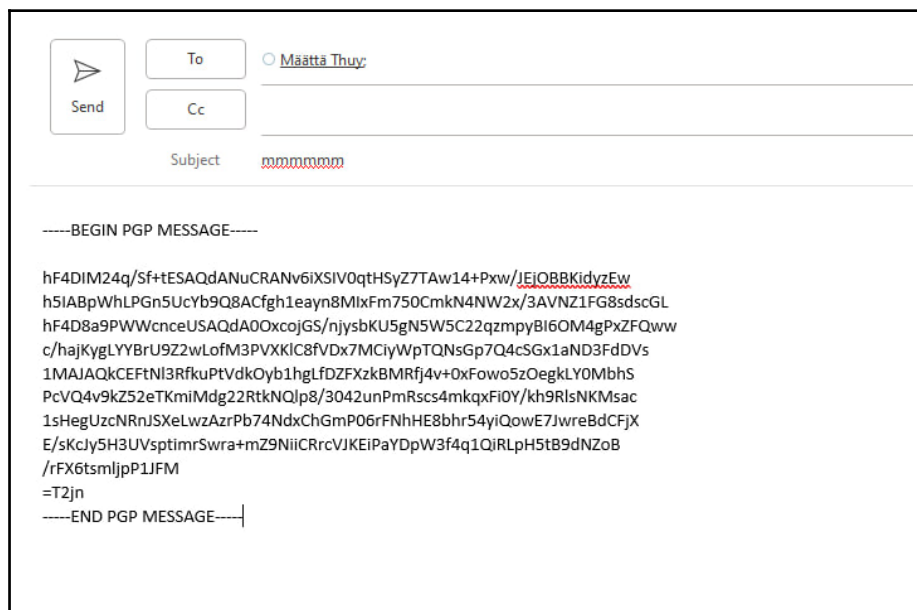 To
Määttä Thuy;
Send
Cc
Subject
mmmmmm
-----BEGIN PGP MESSAGE-----
hF4DIM24q/Sf+tESAQdANuCRANv6iXSIV0qtHSyZ7TAw14+Pxw/JEjOBBKidyzEw
h5IABpWhLPGn5UcYb9Q8ACfgh1eayn8MIxFm750CmkN4NW2x/3AVNZ1FG8sdscGL
hF4D8a9PWWcnceUSAQdA0OxcojGS/njysbKU5gN5W5C22qzmpyBI6OM4gPxZFQww
c/hajKygLYYBrU9Z2wLofM3PVXKlC8fVDx7MCiyWpTQNsGp7Q4cSGx1aND3FdDVs
1MAJAQkCEFtNl3RfkuPtVdkOyb1hgLfDZFXzkBMRfj4v+0xFowo5zOegkLY0MbhS
PcVQ4v9kZ52eTKmiMdg22RtkNQlp8/3042unPmRscs4mkqxFi0Y/kh9RlsNKMsac
1sHegUzcNRnJSXeLwzAzrPb74NdxChGmP06rFNhHE8bhr54yiQowE7JwreBdCFjX
E/sKcJy5H3UVsptimrSwra+mZ9NiiCRrcVJKEiPaYDpW3f4q1QiRLpH5tB9dNZoB
/rFX6tsmljpP1JFM
=T2jn
-----END PGP MESSAGE-----